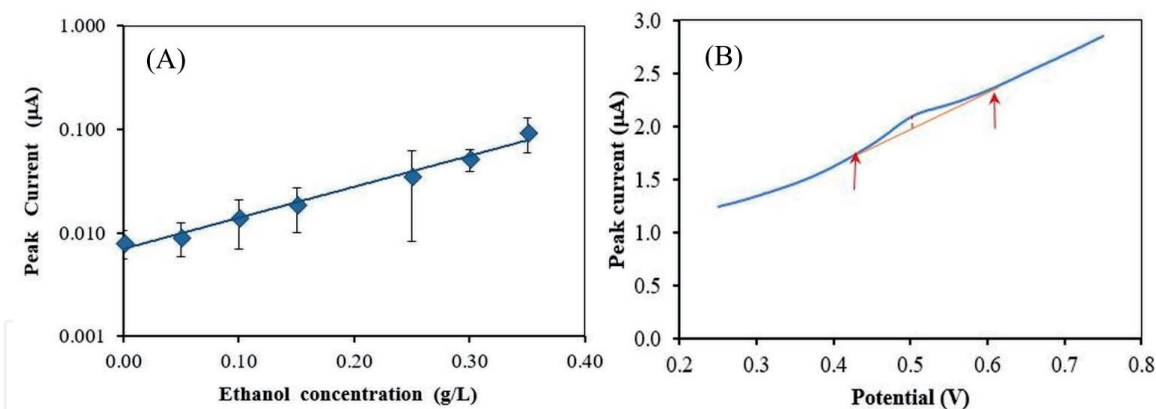 (A)
Peak Current (µA)
1.000
0.100
0.010
0.001
0.00 0.10 0.20 0.30 0.40
Ethanol concentration (g/L)
(B)
Peak current (µA)
3.0
2.5
2.0
1.5
1.0
0.5
0.0
0.2 0.3 0.4 0.5 0.6 0.7 0.8
Potential (V)